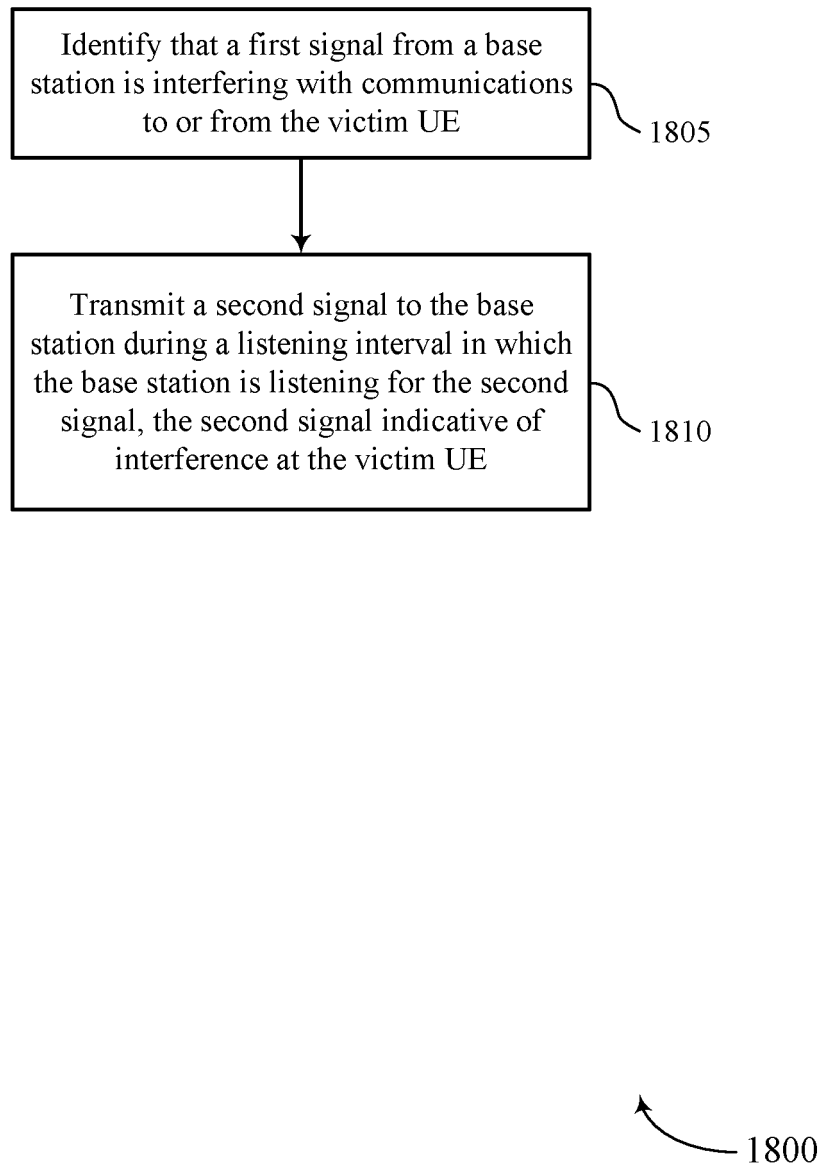 Identify that a first signal from a base
station is interfering with communications
to or from the victim UE
1805
Transmit a second signal to the base
station during a listening interval in which
the base station is listening for the second
signal, the second signal indicative of
interference at the victim UE
1810
1800